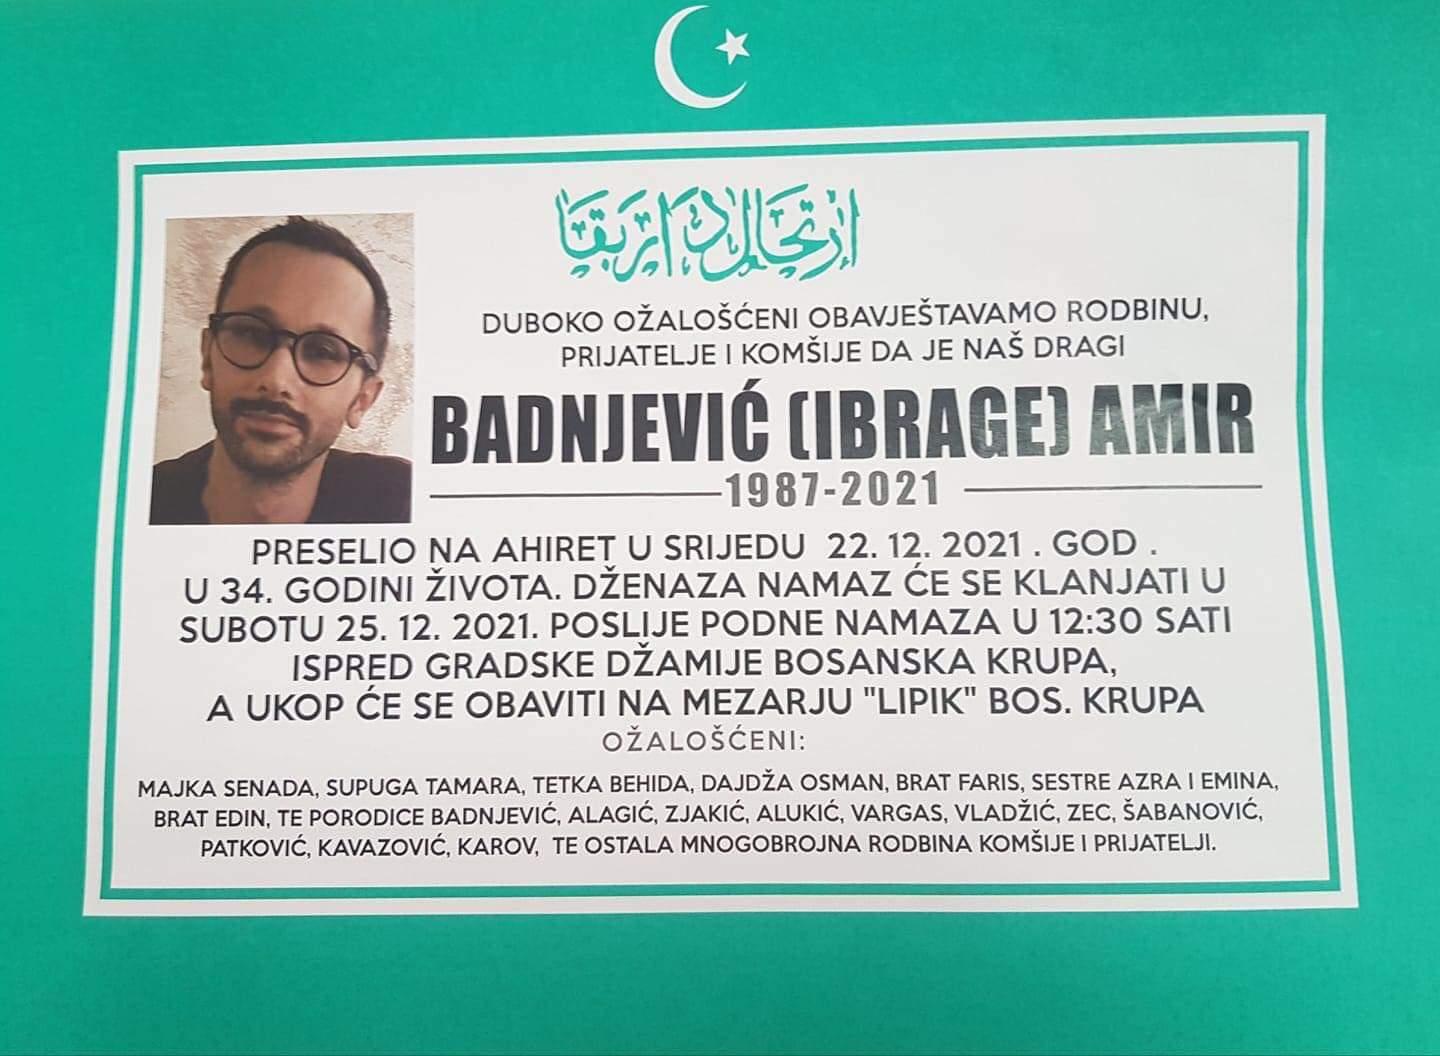 إرتحال دار بقا
DUBOKO OŽALOŠĆENI OBAVJEŠTAVAMO RODBINU,
PRIJATELJE I KOMŠIJE DA JE NAŠ DRAGI
BADNJEVIĆ (IBRAGE) AMIR
1987-2021
PRESELIO NA AHIRET U SRIJEDU 22. 12. 2021 . GOD .
U 34. GODINI ŽIVOTA. DŽENAZA NAMAZ ĆE SE KLANJATI U
SUBOTU 25. 12. 2021. POSLIJE PODNE NAMAZA U 12:30 SATI
ISPRED GRADSKE DŽAMIJE BOSANSKA KRUPA,
A UKOP ĆE SE OBAVITI NA MEZARJU "LIPIK" BOS. KRUPA
OŽALOŠĆENI:
MAJKA SENADA, SUPUGA TAMARA, TETKA BEHIDA, DAJDŽA OSMAN, BRAT FARIS, SESTRE AZRA I EMINA,
BRAT EDIN, TE PORODICE BADNJEVIĆ, ALAGIĆ, ZJAKIĆ, ALUKIĆ, VARGAS, VLADŽIĆ, ZEC, ŠABANOVIĆ,
PATKOVIĆ, KAVAZOVIĆ, KAROV, TE OSTALA MNOGOBROJNA RODBINA KOMŠIJE I PRIJATELJI.